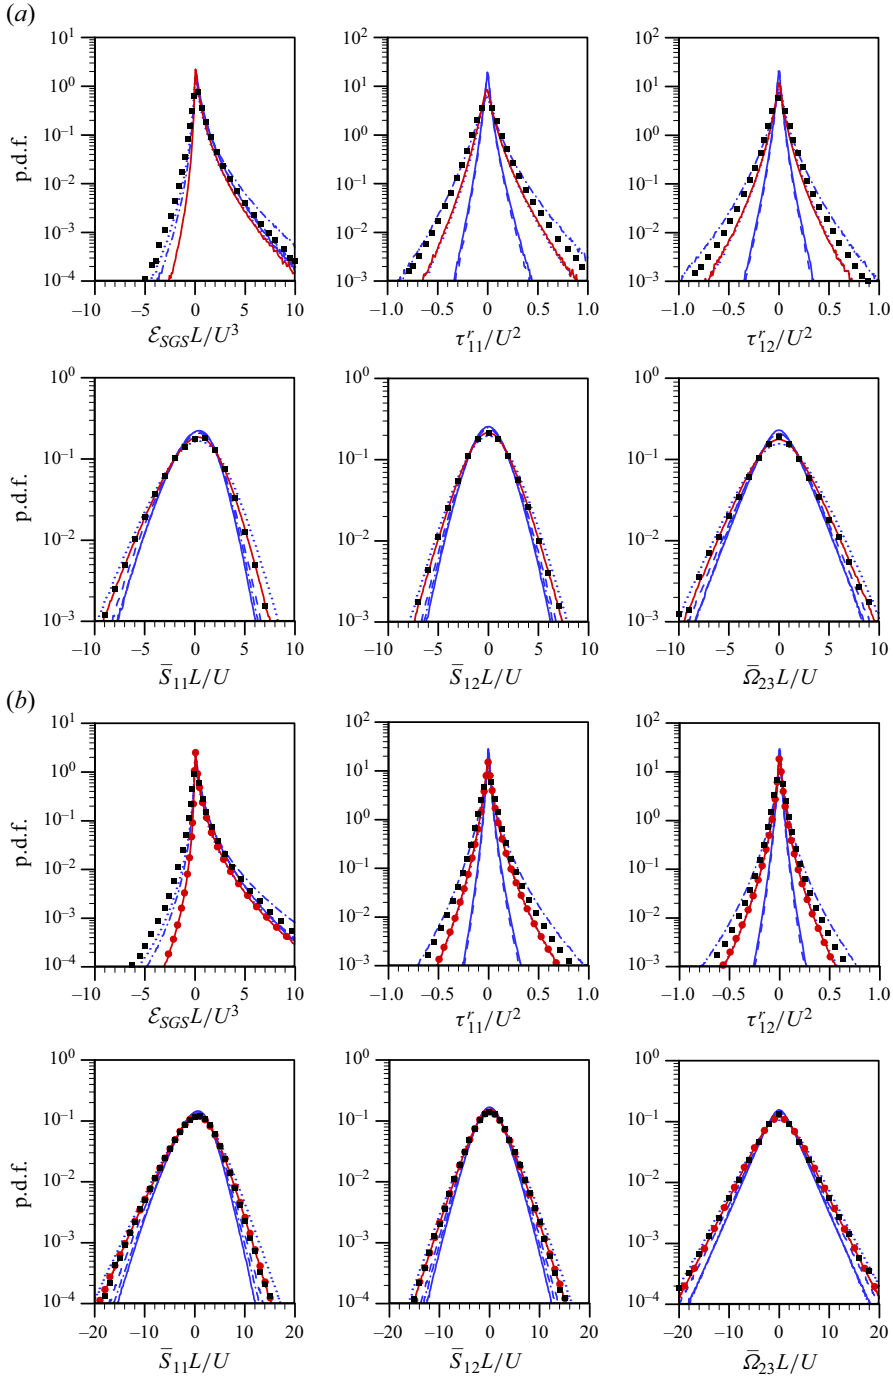 (a)
10^1 10^2 10^2
10^0 10^1 10^1
10^–1 10^0 10^0
10^–2 10^–1 10^–1
10^–3 10^–2 10^–2
10^–4 10^–3 10^–3
p.d.f.
–10 –5 0 5 10 –1.0 –0.5 0 0.5 1.0 –1.0 –0.5 0 0.5 1.0
ℰ_SGS L/U^3 τ^r_11/U^2 τ^r_12/U^2
10^0 10^0 10^0
10^–1 10^–1 10^–1
10^–2 10^–2 10^–2
10^–3 10^–3 10^–3
p.d.f.
–10 –5 0 5 10 –10 –5 0 5 10 –10 –5 0 5 10
S̅_11 L/U S̅_12 L/U Ω̅_23 L/U
(b)
10^1 10^2 10^2
10^0 10^1 10^1
10^–1 10^0 10^0
10^–2 10^–1 10^–1
10^–3 10^–2 10^–2
10^–4 10^–3 10^–3
p.d.f.
–10 –5 0 5 10 –1.0 –0.5 0 0.5 1.0 –1.0 –0.5 0 0.5 1.0
ℰ_SGS L/U^3 τ^r_11/U^2 τ^r_12/U^2
10^0 10^0 10^0
10^–1 10^–1 10^–1
10^–2 10^–2 10^–2
10^–3 10^–3 10^–3
10^–4 10^–4 10^–4
p.d.f.
–20 –10 0 10 20 –20 –10 0 10 20 –20 –10 0 10 20
S̅_11 L/U S̅_12 L/U Ω̅_23 L/U